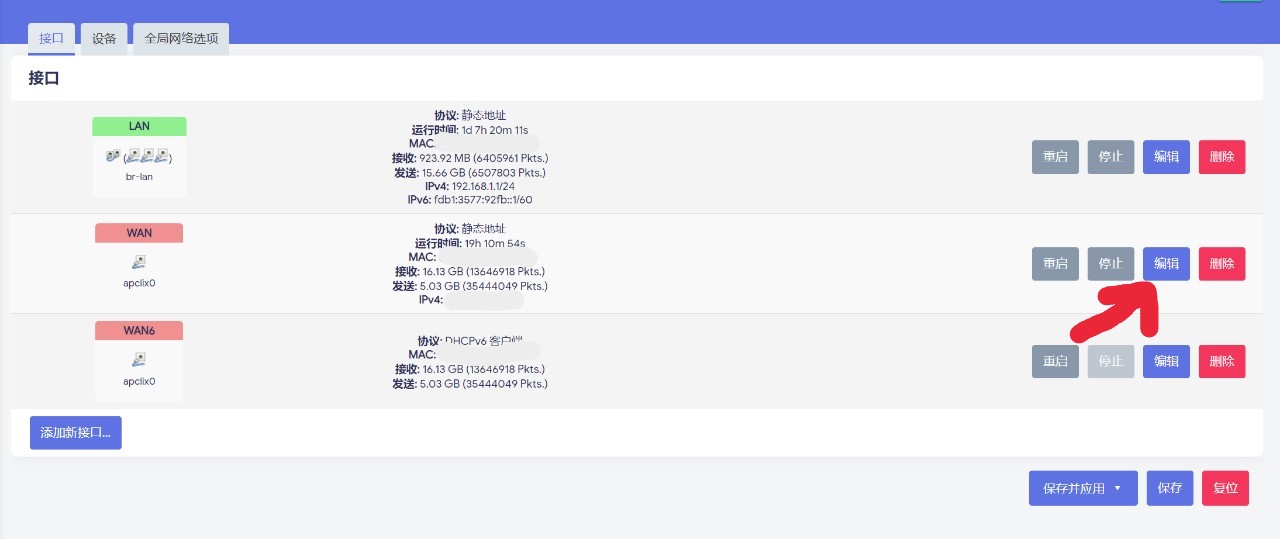 接口
设备
全局网络选项
接口
LAN
br-lan
协议: 静态地址
运行时间: 1d 7h 20m 11s
MAC
接收: 923.92 MB (6405961 Pkts.)
发送: 15.66 GB (6507803 Pkts.)
IPv4: 192.168.1.1/24
IPv6: fdb1:3577:92fb::1/60
重启
停止
编辑
删除
WAN
apclix0
协议: 静态地址
运行时间: 19h 10m 54s
MAC:
接收: 16.13 GB (13646918 Pkts.)
发送: 5.03 GB (35444049 Pkts.)
IPv4:
重启
停止
编辑
删除
WAN6
apclix0
协议: DHCPv6 客户端
MAC:
接收: 16.13 GB (13646918 Pkts.)
发送: 5.03 GB (35444049 Pkts.)
重启
停止
编辑
删除
添加新接口...
保存并应用
保存
复位